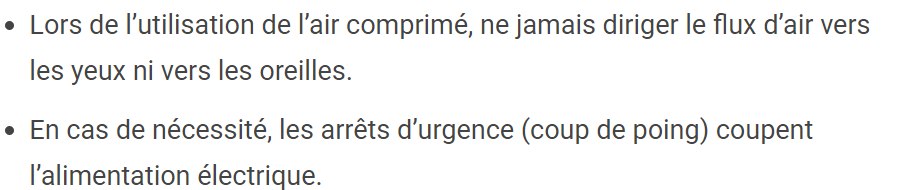 • Lors de l’utilisation de l’air comprimé, ne jamais diriger le flux d’air vers
les yeux ni vers les oreilles.
• En cas de nécessité, les arrêts d’urgence (coup de poing) coupent
l’alimentation électrique.